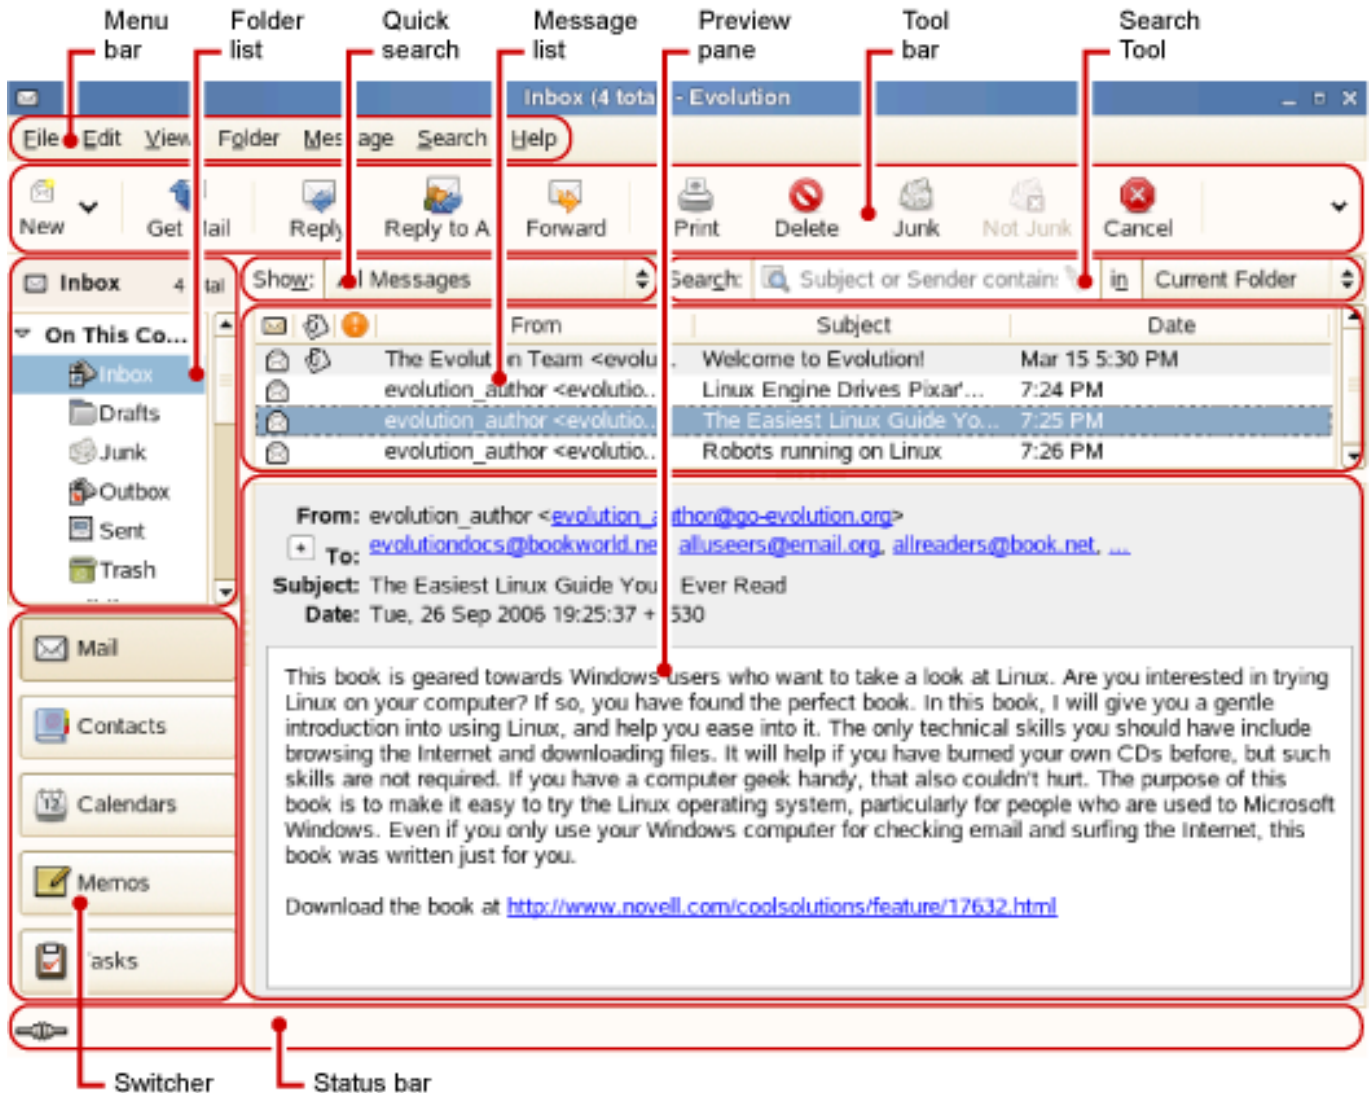 Menu bar
Folder list
Quick search
Message list
Preview pane
Tool bar
Search Tool
Inbox (4 tota - Evolution
File Edit View Folder Message Search Help
New Get Mail Reply Reply to A Forward Print Delete Junk Not Junk Cancel
Inbox 4 tal
Show: All Messages Search: Subject or Sender contain: in Current Folder
On This Co...
Inbox
Drafts
Junk
Outbox
Sent
Trash
From Subject Date
The Evolution Team <evolu... Welcome to Evolution! Mar 15 5:30 PM
evolution_author <evolutio... Linux Engine Drives Pixar'... 7:24 PM
evolution_author <evolutio... The Easiest Linux Guide Yo... 7:25 PM
evolution_author <evolutio... Robots running on Linux 7:26 PM
From: evolution_author <evolution_author@go-evolution.org>
To: evolutiondocs@bookworld.ne alluseers@email.org, allreaders@book.net, ...
Subject: The Easiest Linux Guide You Ever Read
Date: Tue, 26 Sep 2006 19:25:37 + 530
This book is geared towards Windows users who want to take a look at Linux. Are you interested in trying
Linux on your computer? If so, you have found the perfect book. In this book, I will give you a gentle
introduction into using Linux, and help you ease into it. The only technical skills you should have include
browsing the Internet and downloading files. It will help if you have burned your own CDs before, but such
skills are not required. If you have a computer geek handy, that also couldn't hurt. The purpose of this
book is to make it easy to try the Linux operating system, particularly for people who are used to Microsoft
Windows. Even if you only use your Windows computer for checking email and surfing the Internet, this
book was written just for you.
Download the book at http://www.novell.com/coolsolutions/feature/17632.html
Mail
Contacts
12 Calendars
Memos
Tasks
Switcher
Status bar